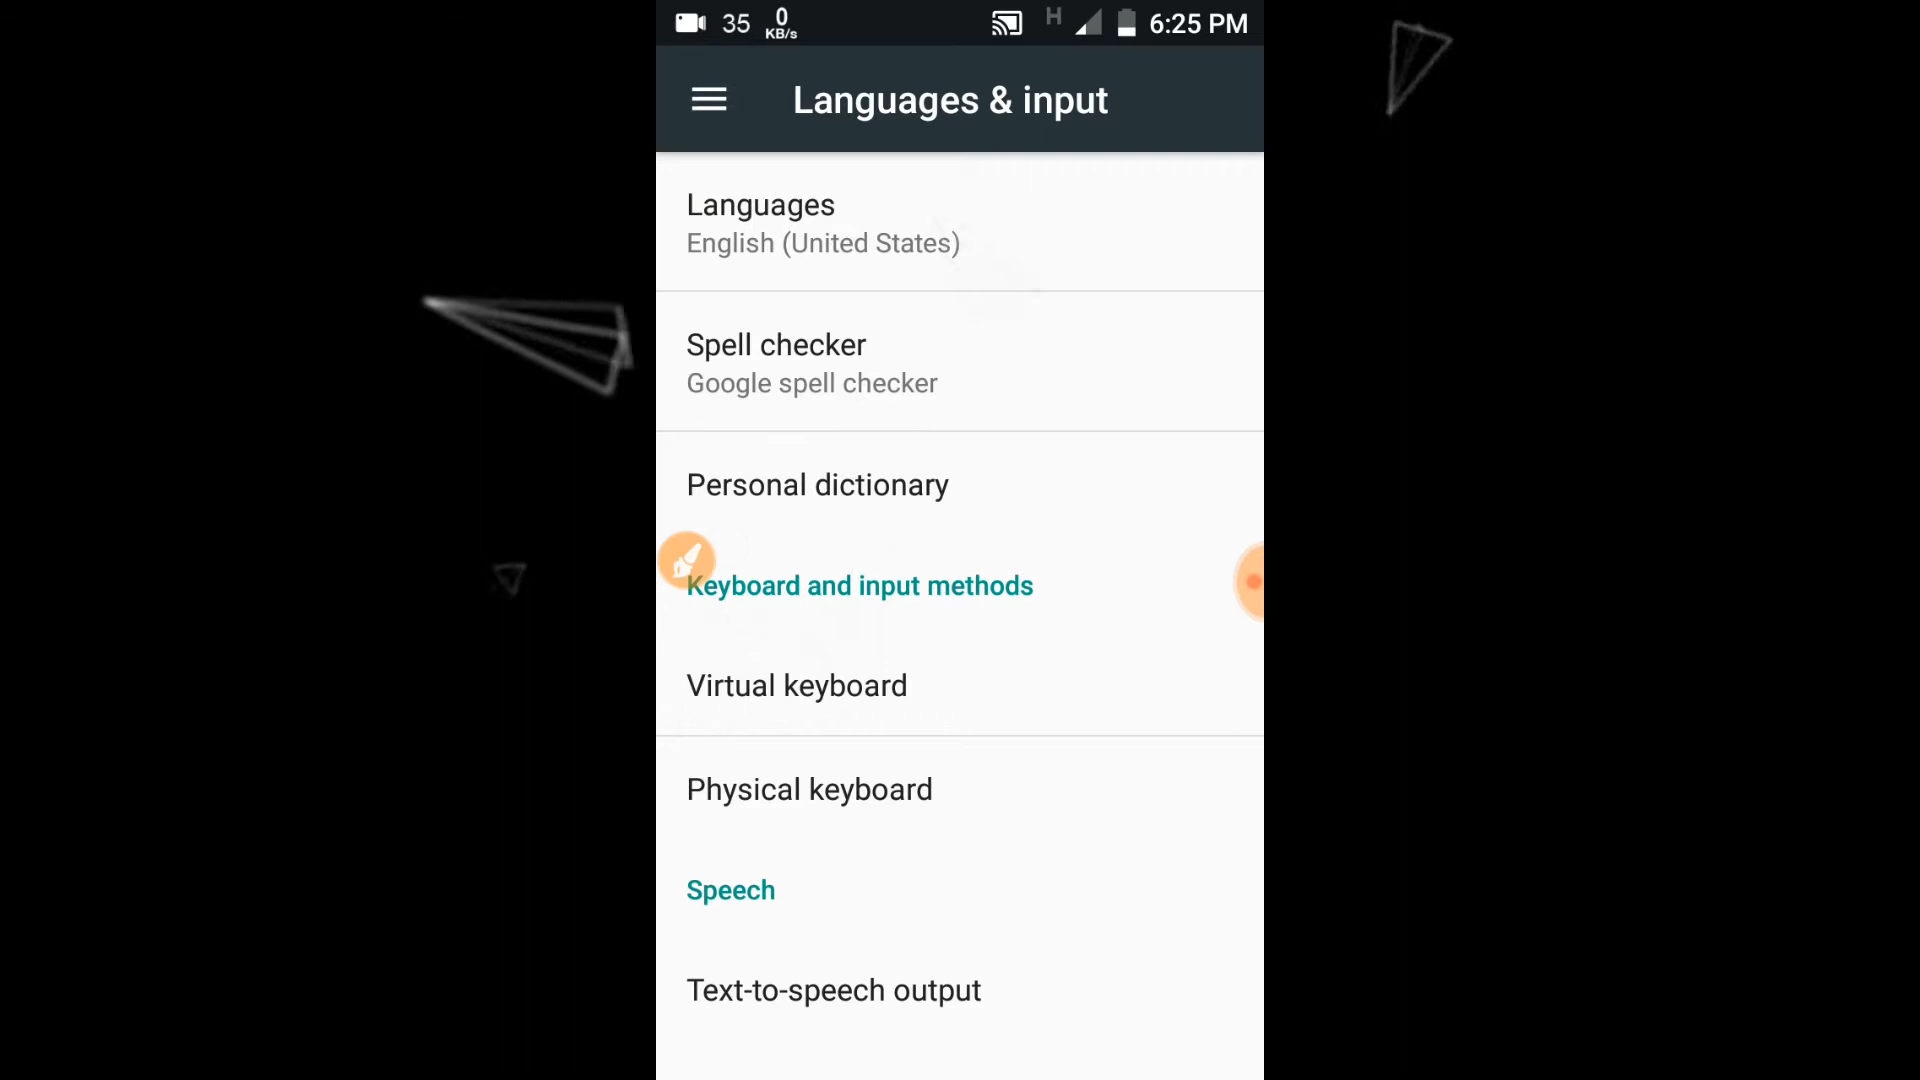 35 0 KB/s H 6:25 PM
Languages & input
Languages
English (United States)
Spell checker
Google spell checker
Personal dictionary
Keyboard and input methods
Virtual keyboard
Physical keyboard
Speech
Text-to-speech output